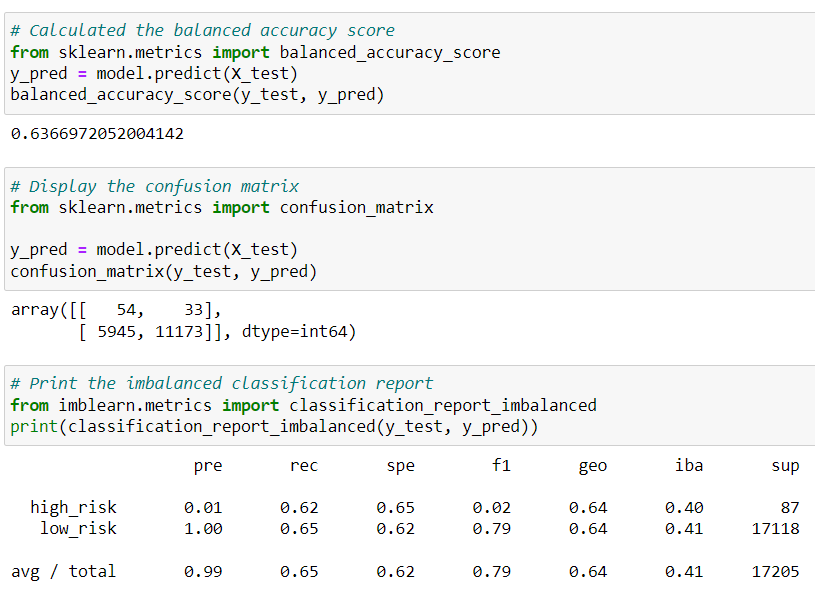 # Calculated the balanced accuracy score
from sklearn.metrics import balanced_accuracy_score
y_pred = model.predict(X_test)
balanced_accuracy_score(y_test, y_pred)
0.6366972052004142
# Display the confusion matrix
from sklearn.metrics import confusion_matrix
y_pred = model.predict(X_test)
confusion_matrix(y_test, y_pred)
array([[   54,    33],
       [ 5945, 11173]], dtype=int64)
# Print the imbalanced classification report
from imblearn.metrics import classification_report_imbalanced
print(classification_report_imbalanced(y_test, y_pred))
                   pre       rec       spe        f1       geo       iba       sup
  high_risk       0.01      0.62      0.65      0.02      0.64      0.40        87
   low_risk       1.00      0.65      0.62      0.79      0.64      0.41     17118
avg / total       0.99      0.65      0.62      0.79      0.64      0.41     17205